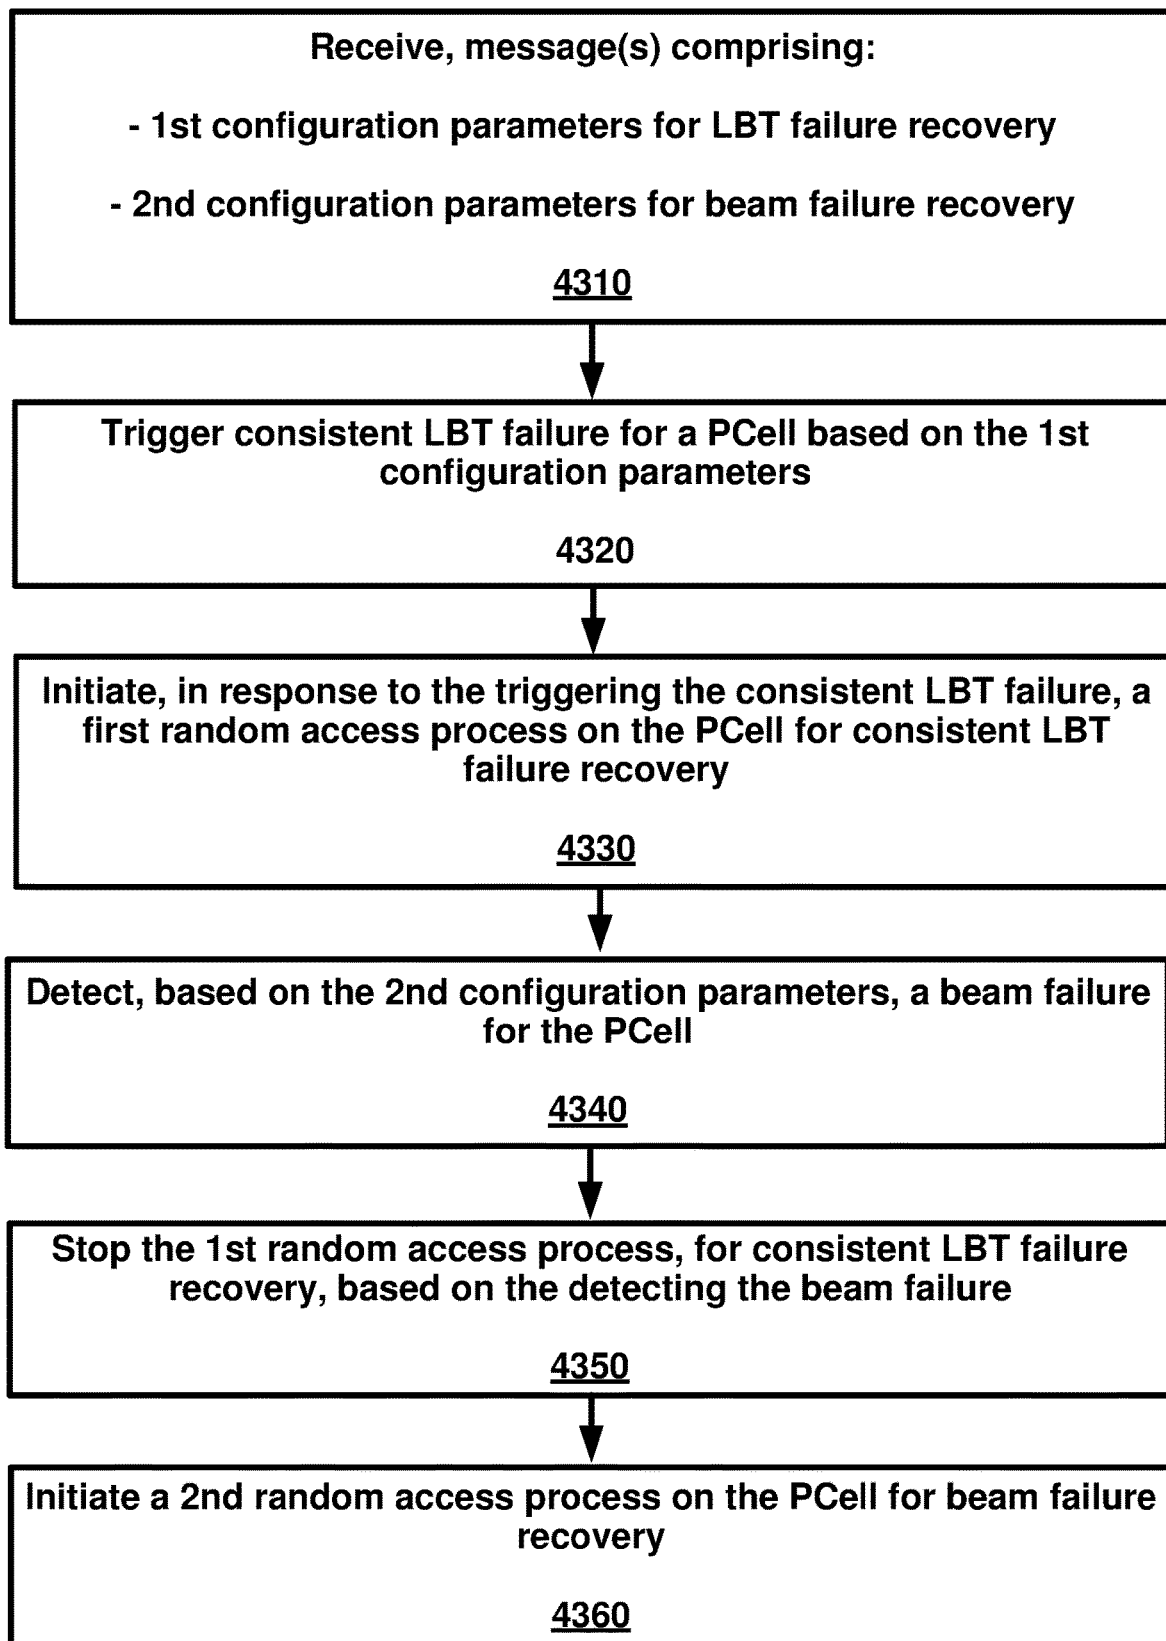 Receive, message(s) comprising:
- 1st configuration parameters for LBT failure recovery
- 2nd configuration parameters for beam failure recovery
4310
Trigger consistent LBT failure for a PCell based on the 1st
configuration parameters
4320
Initiate, in response to the triggering the consistent LBT failure, a
first random access process on the PCell for consistent LBT
failure recovery
4330
Detect, based on the 2nd configuration parameters, a beam failure
for the PCell
4340
Stop the 1st random access process, for consistent LBT failure
recovery, based on the detecting the beam failure
4350
Initiate a 2nd random access process on the PCell for beam failure
recovery
4360